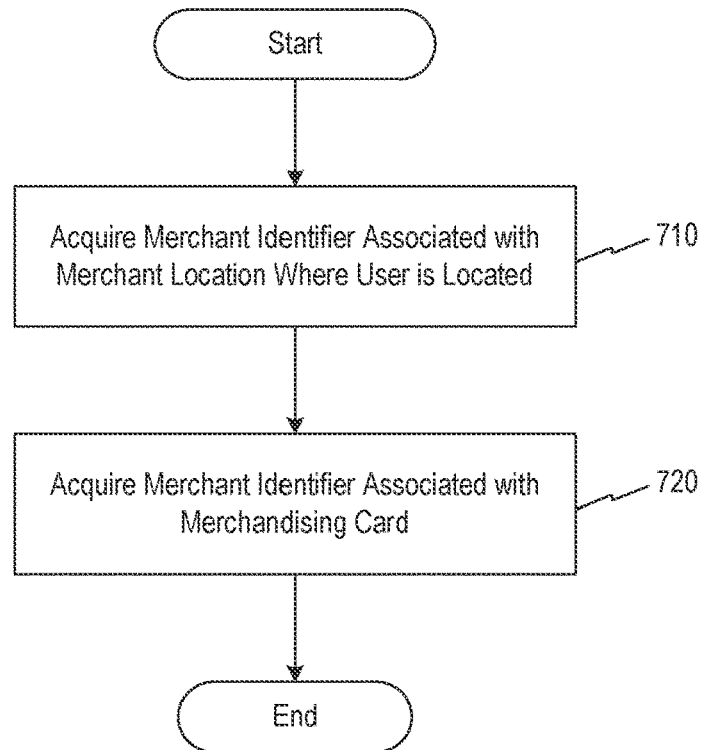 Start
Acquire Merchant Identifier Associated with
Merchant Location Where User is Located
710
Acquire Merchant Identifier Associated with
Merchandising Card
720
End